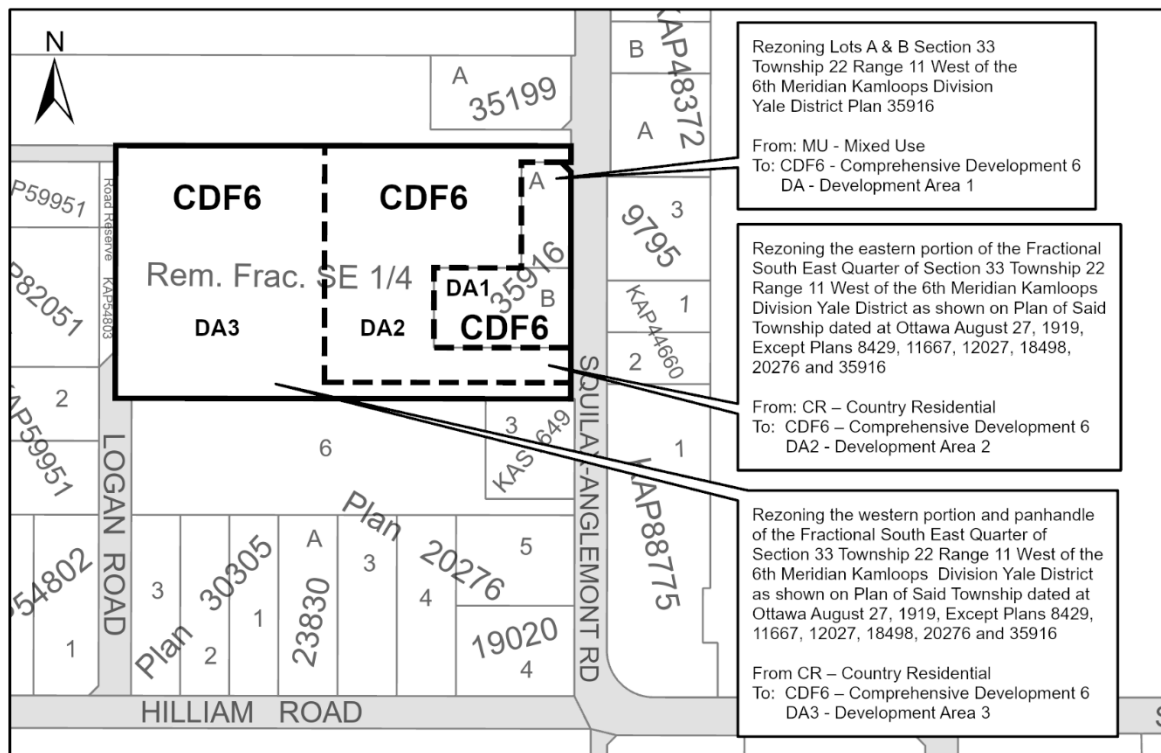 N
A
35199
B
KAP48372
A
P59951
Road Reserve KAP54803
CDF6
CDF6
A
3
9795
P82051
Rem. Frac. SE 1/4
35916
DA1
B
CDF6
DA3
DA2
1
KAP44660
2
2
KAP59951
LOGAN ROAD
6
3
KAS 649
SQUILAX-ANGLEMONT RD
1
KAP88775
P54802
1
3
Plan 30305
2
1
A
23830
Plan 20276
3
4
5
19020
4
HILLIAM ROAD
S
Rezoning Lots A & B Section 33
Township 22 Range 11 West of the
6th Meridian Kamloops Division
Yale District Plan 35916
From: MU - Mixed Use
To: CDF6 - Comprehensive Development 6
DA - Development Area 1
Rezoning the eastern portion of the Fractional
South East Quarter of Section 33 Township 22
Range 11 West of the 6th Meridian Kamloops
Division Yale District as shown on Plan of Said
Township dated at Ottawa August 27, 1919,
Except Plans 8429, 11667, 12027, 18498,
20276 and 35916
From: CR – Country Residential
To: CDF6 – Comprehensive Development 6
DA2 - Development Area 2
Rezoning the western portion and panhandle
of the Fractional South East Quarter of
Section 33 Township 22 Range 11 West of the
6th Meridian Kamloops Division Yale District
as shown on Plan of Said Township dated at
Ottawa August 27, 1919, Except Plans 8429,
11667, 12027, 18498, 20276 and 35916
From CR – Country Residential
To: CDF6 – Comprehensive Development 6
DA3 - Development Area 3